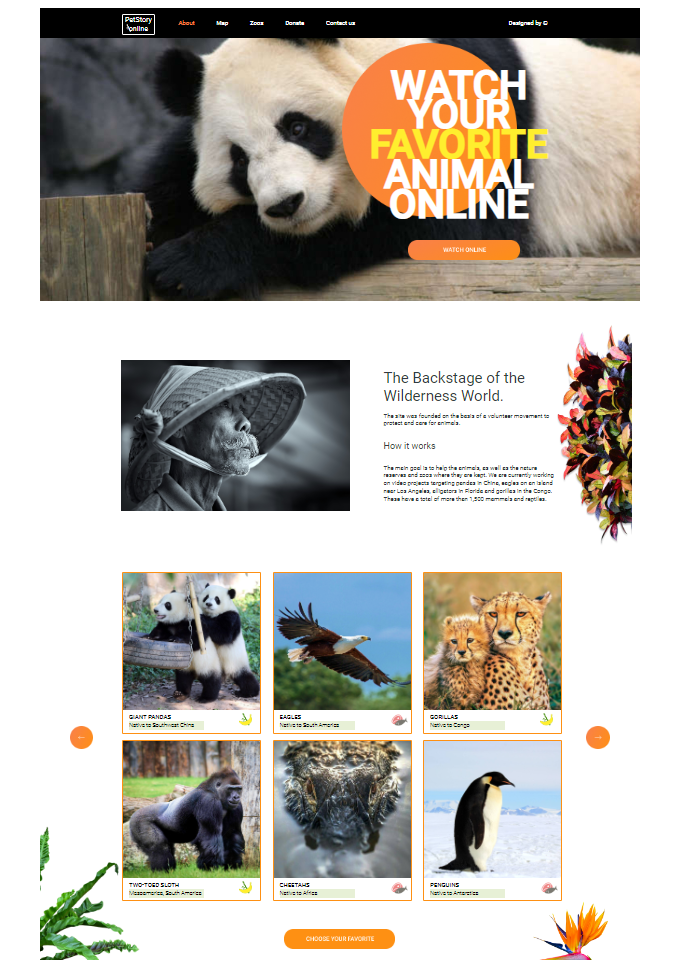 PetStory
online
About
Map
Zoos
Donate
Contact us
Designed by ©
WATCH
YOUR
FAVORITE
ANIMAL
ONLINE
WATCH ONLINE
The Backstage of the
Wilderness World.
The site was founded on the basis of a volunteer movement to
protect and care for animals.
How it works
The main goal is to help the animals, as well as the nature
reserves and zoos where they are kept. We are currently working
on video projects targeting pandas in China, eagles on an island
near Los Angeles, alligators in Florida and gorillas in the Congo.
These have a total of more than 1,500 mammals and reptiles.
GIANT PANDAS
Native to Southwest China
EAGLES
Native to South America
GORILLAS
Native to Congo
←
→
TWO-TOED SLOTH
Mesoamerica, South America
CHEETAHS
Native to Africa
PENGUINS
Native to Antarctica
CHOOSE YOUR FAVORITE